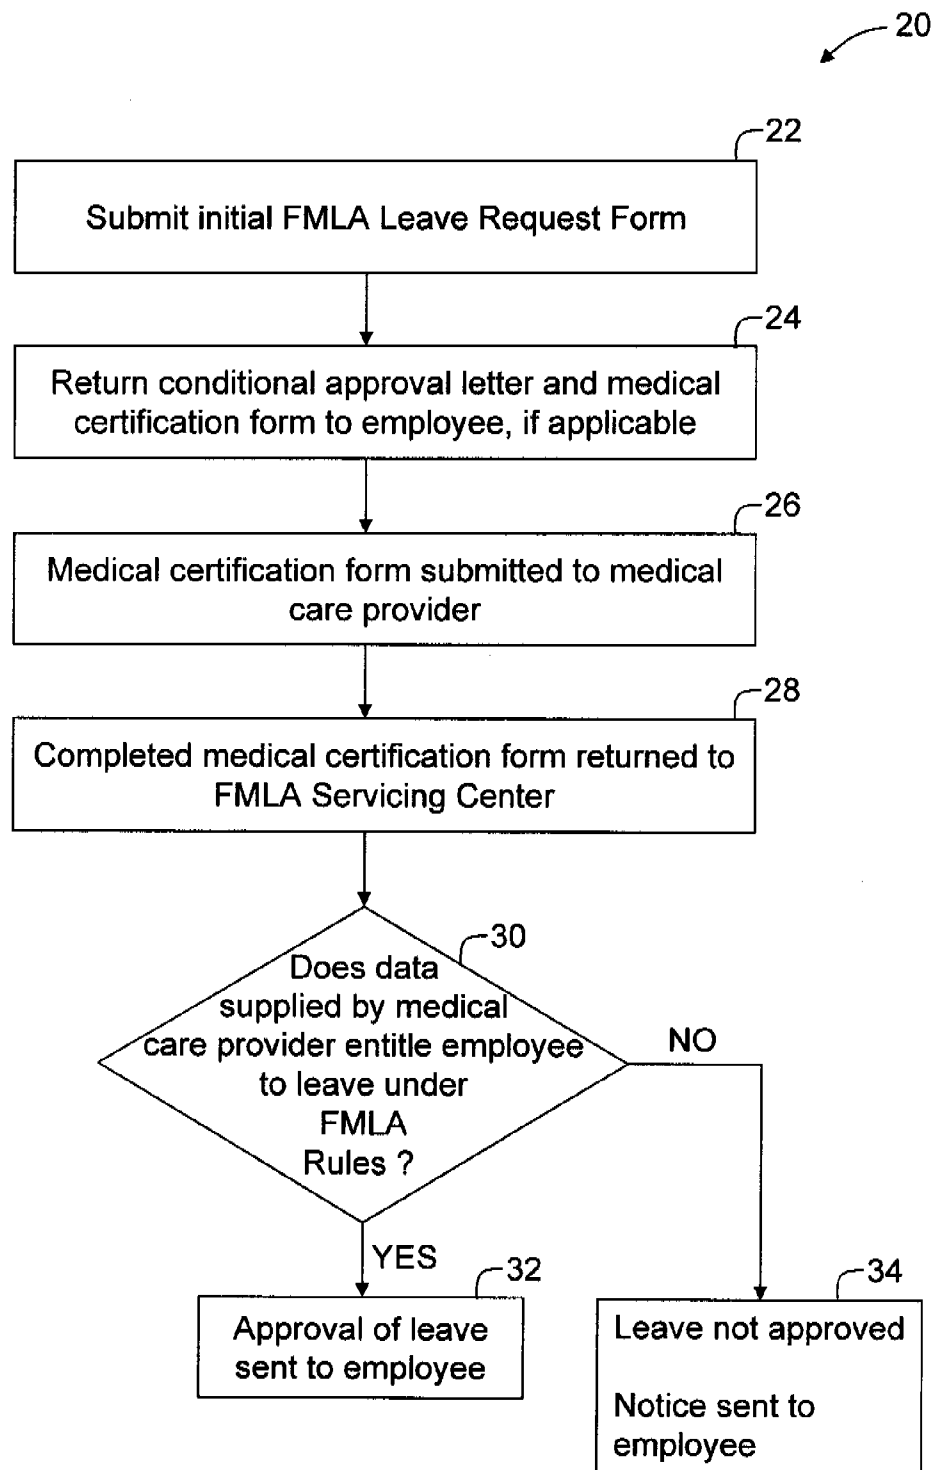 20
22
Submit initial FMLA Leave Request Form
24
Return conditional approval letter and medical
certification form to employee, if applicable
26
Medical certification form submitted to medical
care provider
28
Completed medical certification form returned to
FMLA Servicing Center
30
Does data
supplied by medical
care provider entitle employee
to leave under
FMLA
Rules ?
NO
YES
32
Approval of leave
sent to employee
34
Leave not approved
Notice sent to
employee